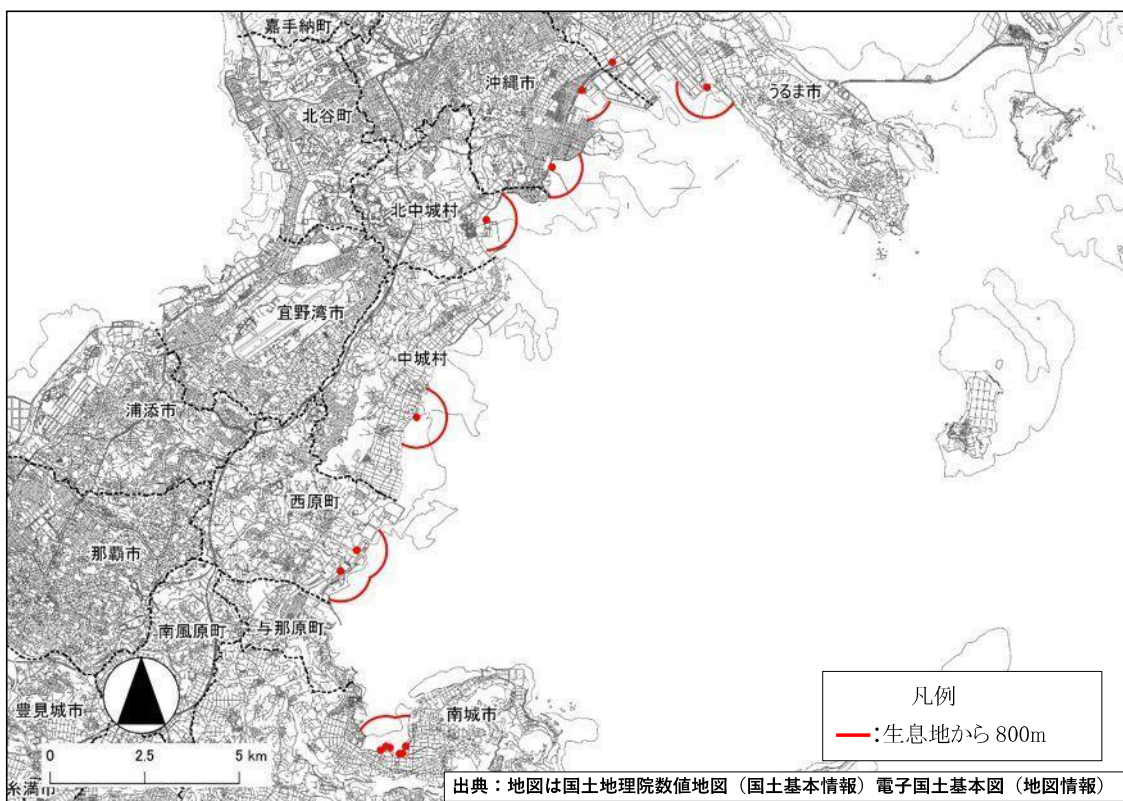 嘉手納町
沖縄市
うるま市
北谷町
北中城村
宜野湾市
中城村
浦添市
西原町
那覇市
南風原町
与那原町
豊見城市
南城市
糸満市
0 2.5 5 km
凡例
:生息地から 800m
出典：地図は国土地理院数値地図（国土基本情報）電子国土基本図（地図情報）